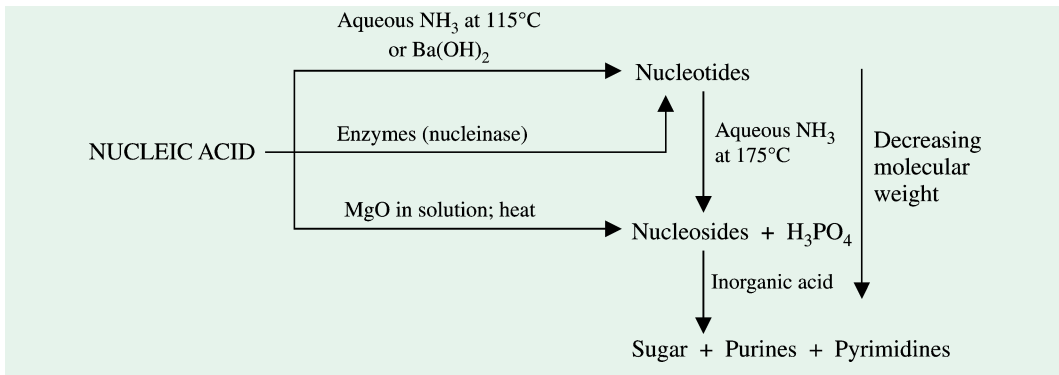 Aqueous NH₃ at 115°C
or Ba(OH)₂
Nucleotides
Enzymes (nucleinase)
NUCLEIC ACID
Aqueous NH₃
at 175°C
Decreasing
molecular
weight
MgO in solution; heat
Nucleosides + H₃PO₄
Inorganic acid
Sugar + Purines + Pyrimidines